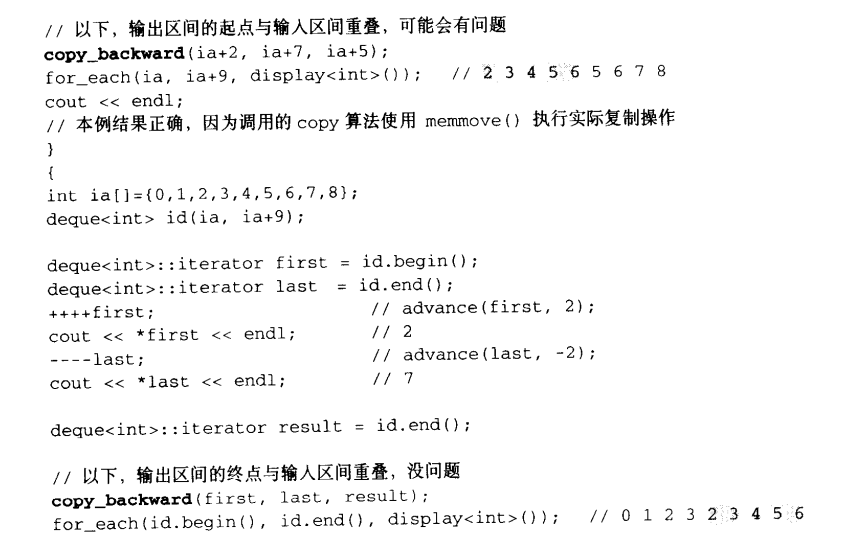 // 以下，输出区间的起点与输入区间重叠，可能会有问题
copy_backward(ia+2, ia+7, ia+5);
for_each(ia, ia+9, display<int>());   // 2 3 4 5 6 5 6 7 8
cout << endl;
// 本例结果正确，因为调用的 copy 算法使用 memmove() 执行实际复制操作
}
{
int ia[]={0,1,2,3,4,5,6,7,8};
deque<int> id(ia, ia+9);
deque<int>::iterator first = id.begin();
deque<int>::iterator last  = id.end();
++++first;                  // advance(first, 2);
cout << *first << endl;     // 2
----last;                   // advance(last, -2);
cout << *last << endl;      // 7
deque<int>::iterator result = id.end();
// 以下，输出区间的终点与输入区间重叠，没问题
copy_backward(first, last, result);
for_each(id.begin(), id.end(), display<int>());   // 0 1 2 3 2 3 4 5 6